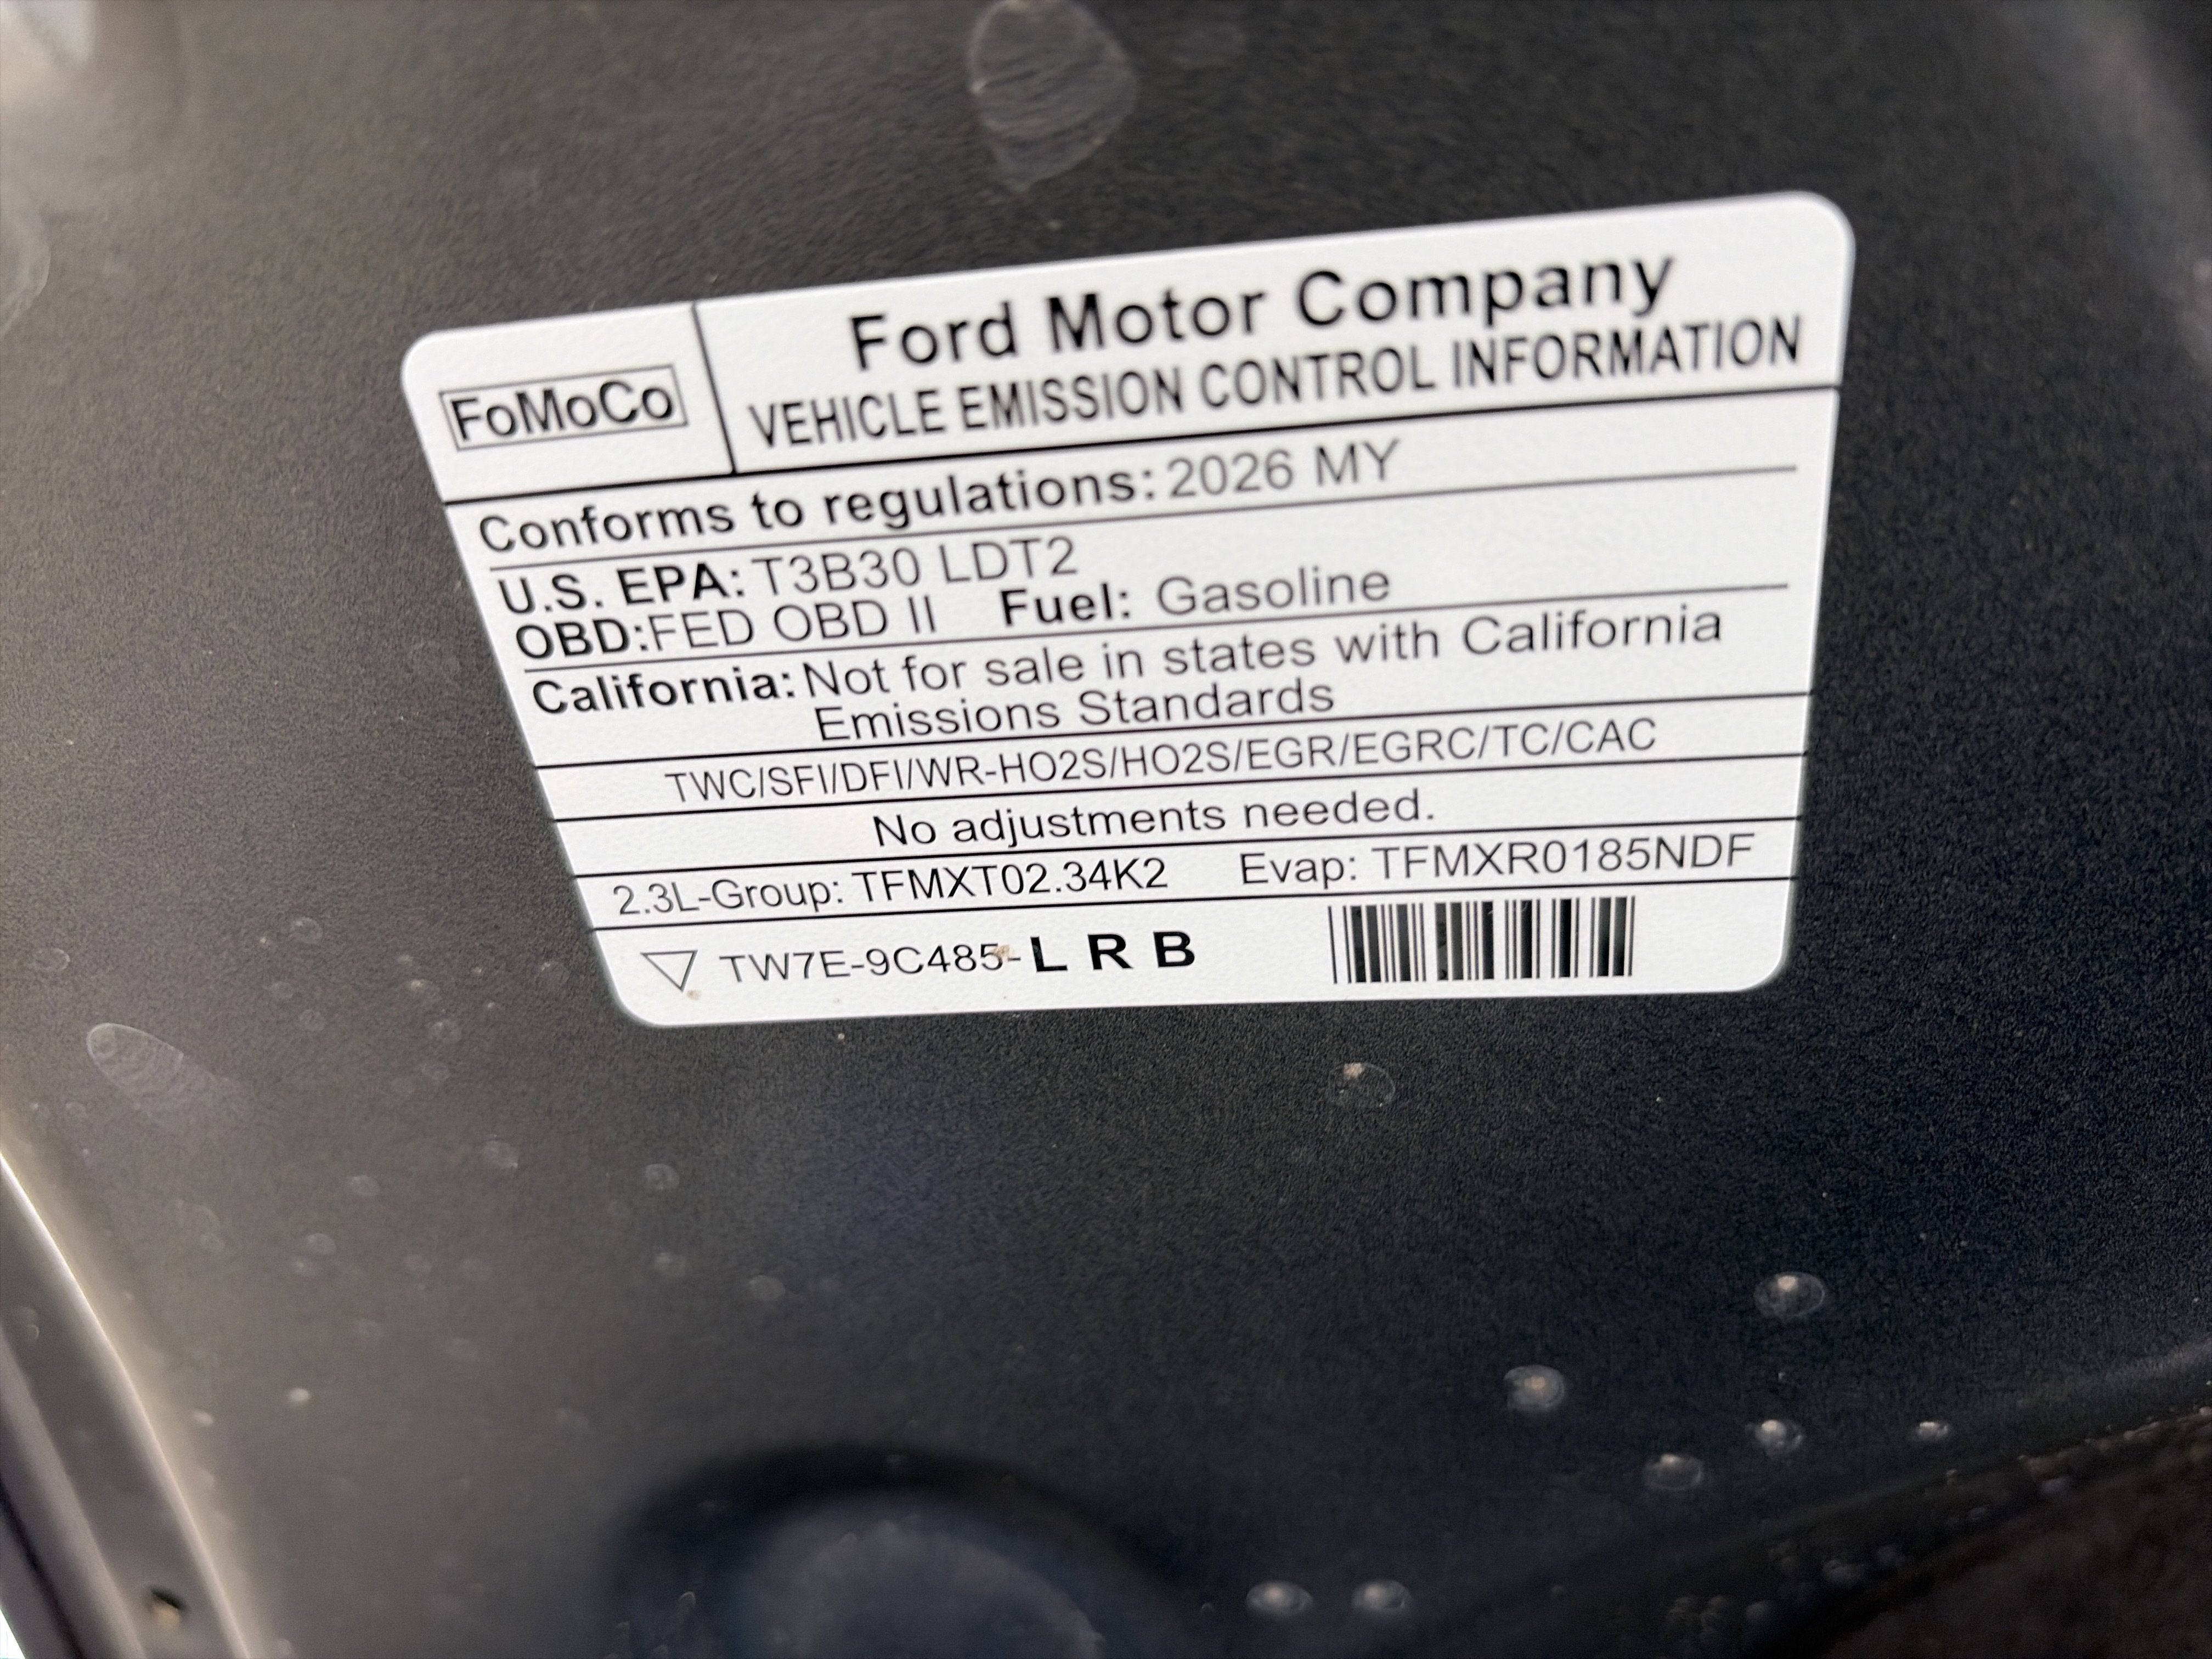 FoMoCo
Ford Motor Company
VEHICLE EMISSION CONTROL INFORMATION
Conforms to regulations: 2026 MY
U.S. EPA: T3B30 LDT2
OBD:FED OBD II Fuel: Gasoline
California: Not for sale in states with California
Emissions Standards
TWC/SFI/DFI/WR-HO2S/HO2S/EGR/EGRC/TC/CAC
No adjustments needed.
2.3L-Group: TFMXT02.34K2 Evap: TFMXR0185NDF
TW7E-9C485-L R B